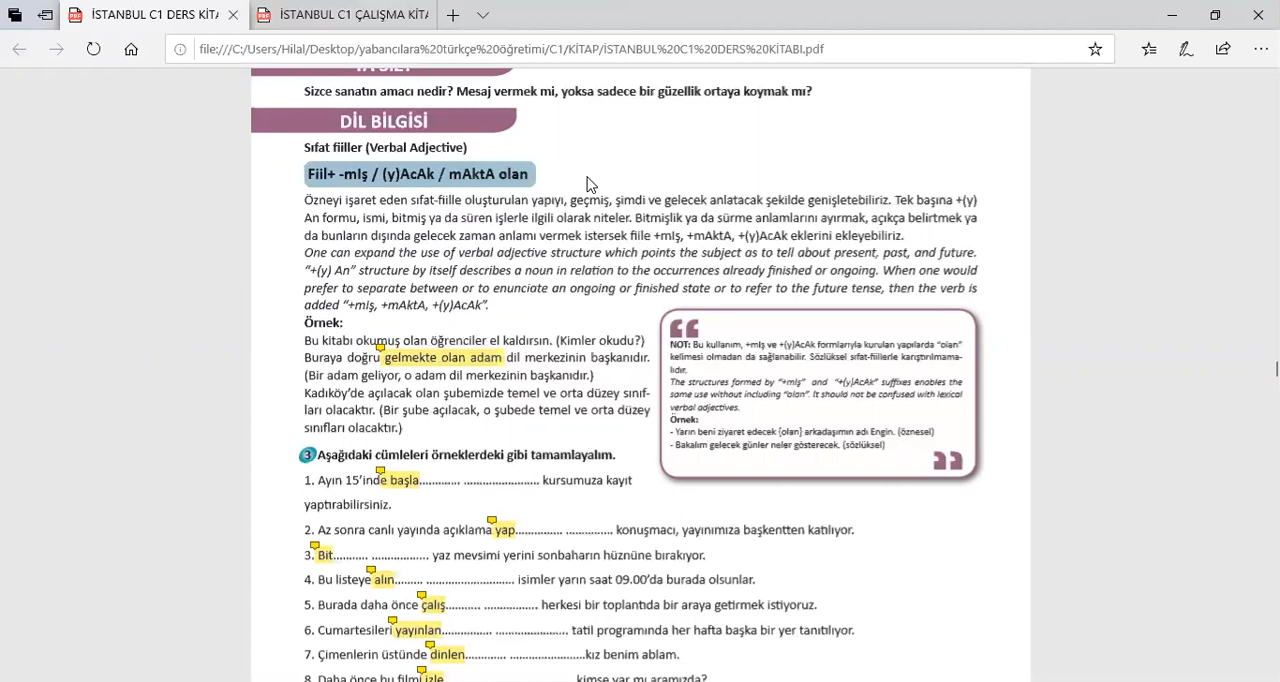 İSTANBUL C1 DERS KİTA
İSTANBUL C1 ÇALIŞMA KİTA
file:///C:/Users/Hilal/Desktop/yabancılara%20türkçe%20öğretimi/C1/KİTAP/İSTANBUL%20C1%20DERS%20KİTABI.pdf
Sizce sanatın amacı nedir? Mesaj vermek mi, yoksa sadece bir güzellik ortaya koymak mı?
DİL BİLGİSİ
Sıfat fiiller (Verbal Adjective)
Fiil+ -mIş / (y)AcAk / mAktA olan
Özneyi işaret eden sıfat-fiille oluşturulan yapıyı, geçmiş, şimdi ve gelecek anlatacak şekilde genişletebiliriz. Tek başına +(y)
An formu, ismi, bitmiş ya da süren işlerle ilgili olarak niteler. Bitmişlik ya da sürme anlamlarını ayırmak, açıkça belirtmek ya
da bunların dışında gelecek zaman anlamı vermek istersek fiile +mIş, +mAktA, +(y)AcAk eklerini ekleyebiliriz.
One can expand the use of verbal adjective structure which points the subject as to tell about present, past, and future.
“+(y) An” structure by itself describes a noun in relation to the occurrences already finished or ongoing. When one would
prefer to separate between or to enunciate an ongoing or finished state or to refer to the future tense, then the verb is
added “+mIş, +mAktA, +(y)AcAk”.
Örnek:
Bu kitabı okumuş olan öğrenciler el kaldırsın. (Kimler okudu?)
Buraya doğru gelmekte olan adam dil merkezinin başkanıdır.
(Bir adam geliyor, o adam dil merkezinin başkanıdır.)
Kadıköy’de açılacak olan şubemizde temel ve orta düzey sınıf-
ları olacaktır. (Bir şube açılacak, o şubede temel ve orta düzey
sınıfları olacaktır.)
NOT: Bu kullanım, +mIş ve +(y)AcAk formlarıyla kurulan yapılarda “olan”
kelimesi olmadan da sağlanabilir. Sözlüksel sıfat-fiillerle karıştırılmama-
lıdır.
The structures formed by “+mIş” and “+(y)AcAk” suffixes enables the
same use without including “olan”. It should not be confused with lexical
verbal adjectives.
Örnek:
- Yarın beni ziyaret edecek {olan} arkadaşımın adı Engin. (öznesel)
- Bakalım gelecek günler neler gösterecek. (sözlüksel)
3 Aşağıdaki cümleleri örneklerdeki gibi tamamlayalım.
1. Ayın 15’inde başla............. ........................ kursumuza kayıt
yaptırabilirsiniz.
2. Az sonra canlı yayında açıklama yap............... ............... konuşmacı, yayınımıza başkentten katılıyor.
3. Bit........... .................. yaz mevsimi yerini sonbaharın hüznüne bırakıyor.
4. Bu listeye alın......... ............................ isimler yarın saat 09.00’da burada olsunlar.
5. Burada daha önce çalış........... ................. herkesi bir toplantıda bir araya getirmek istiyoruz.
6. Cumartesileri yayınlan................ ....................... tatil programında her hafta başka bir yer tanıtılıyor.
7. Çimenlerin üstünde dinlen............. ........................kız benim ablam.
8. Daha önce bu filmi izle kimse var mı aramızda?